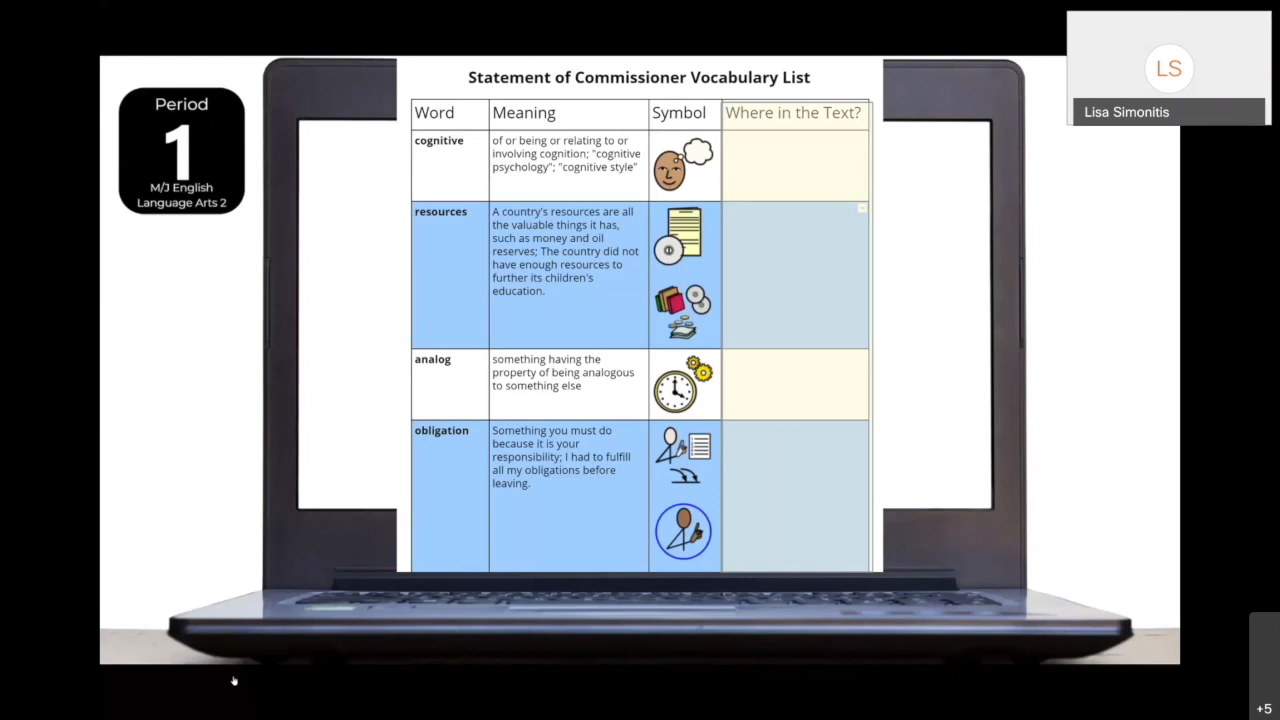 Period
1
M/J English
Language Arts 2
Statement of Commissioner Vocabulary List
Word Meaning Symbol Where in the Text?
cognitive
of or being or relating to or
involving cognition; "cognitive
psychology"; "cognitive style"
resources
A country's resources are all
the valuable things it has,
such as money and oil
reserves; The country did not
have enough resources to
further its children's
education.
analog
something having the
property of being analogous
to something else
obligation
Something you must do
because it is your
responsibility; I had to fulfill
all my obligations before
leaving.
LS
Lisa Simonitis
+5